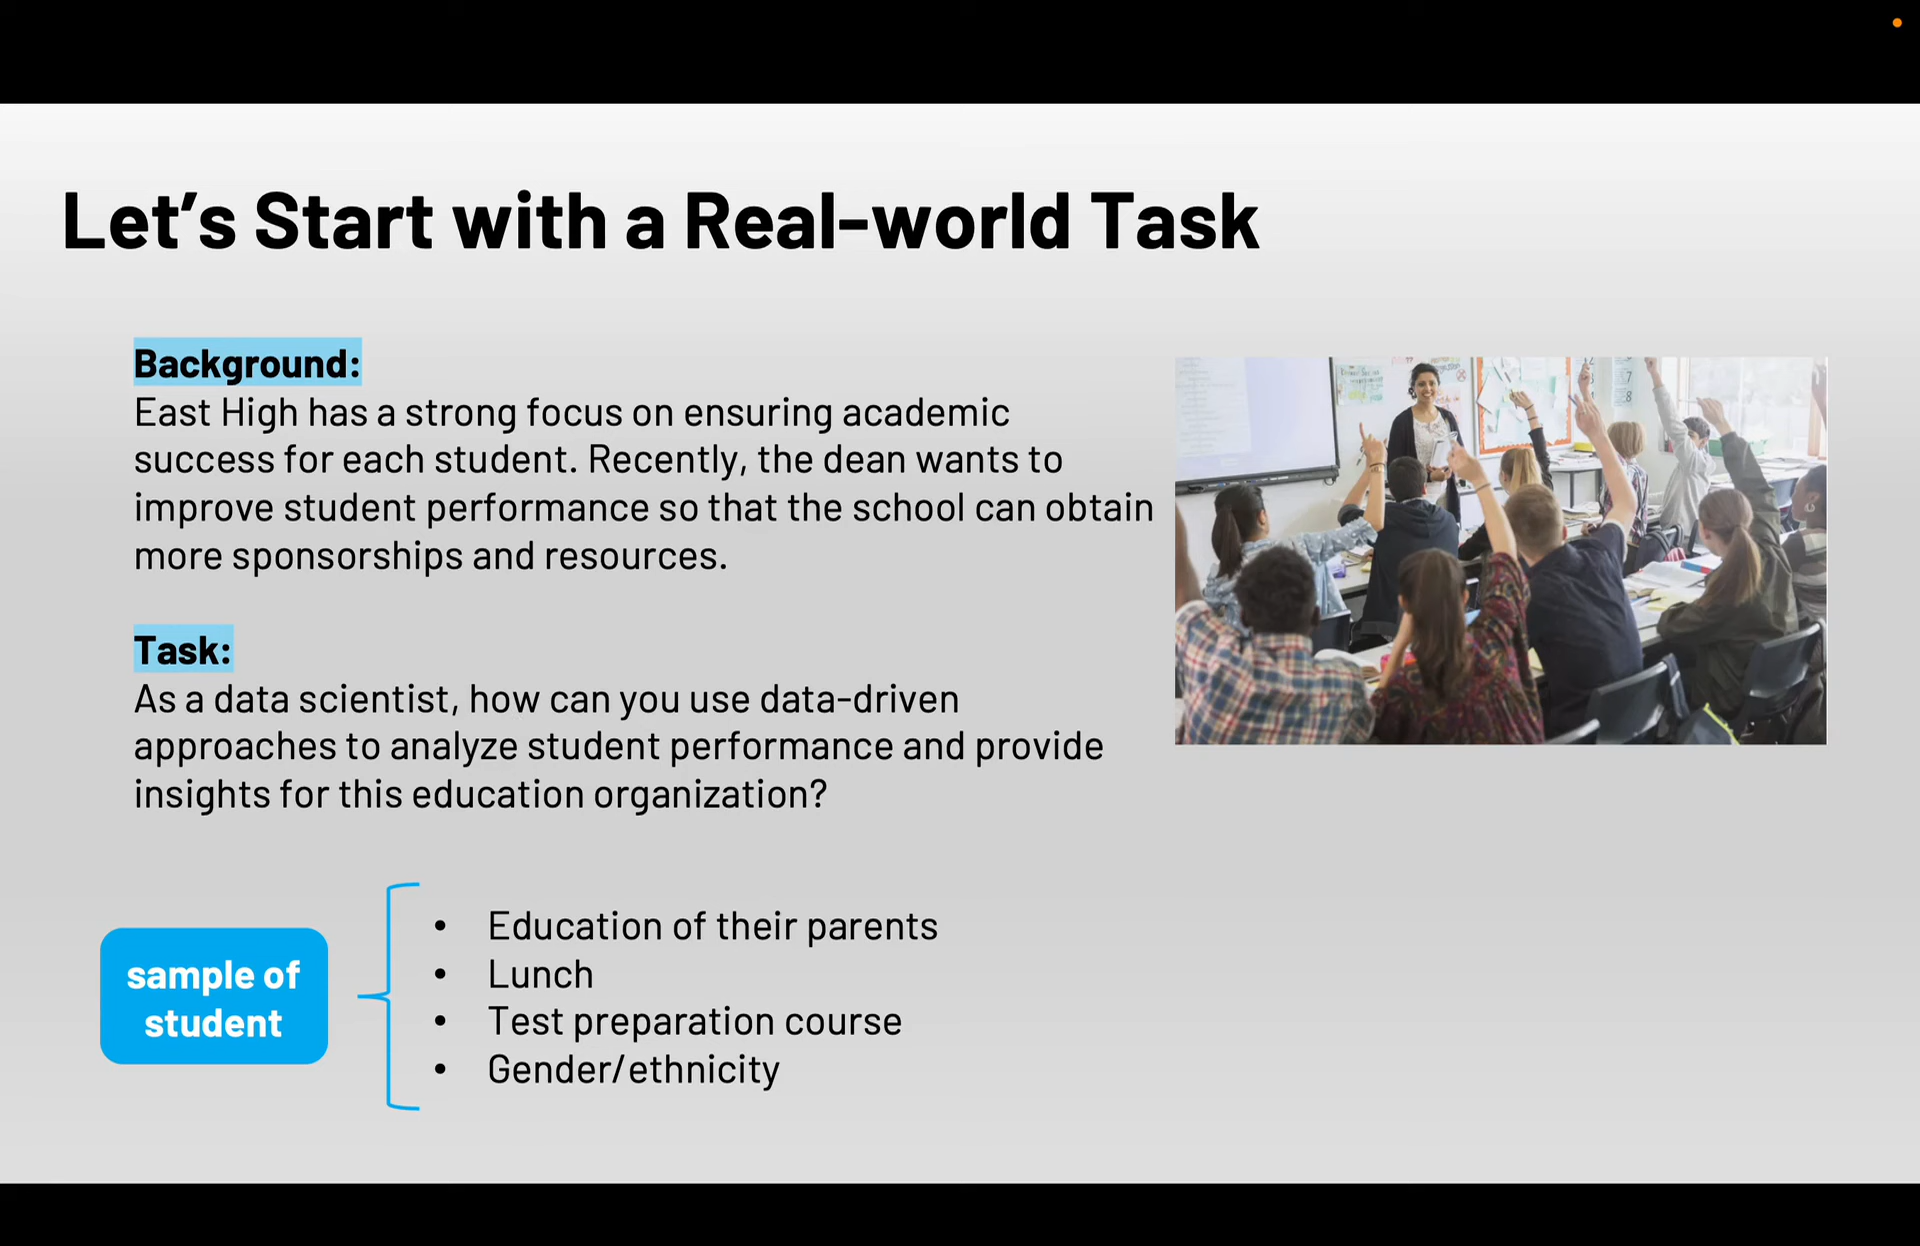 Let's Start with a Real-world Task
Background:
East High has a strong focus on ensuring academic
success for each student. Recently, the dean wants to
improve student performance so that the school can obtain
more sponsorships and resources.
Task:
As a data scientist, how can you use data-driven
approaches to analyze student performance and provide
insights for this education organization?
sample of
student
• Education of their parents
• Lunch
• Test preparation course
• Gender/ethnicity
7
8